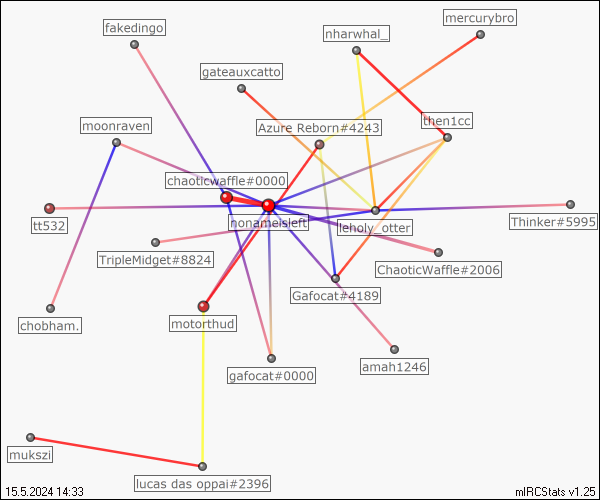 mercurybro
fakedingo
nharwhal_
gateauxcatto
moonraven
Azure Reborn#4243
then1cc
chaoticwaffle#0000
nonameisleft
tt532
leholy_otter
Thinker#5995
TripleMidget#8824
ChaoticWaffle#2006
Gafocat#4189
chobham.
motorthud
amah1246
gafocat#0000
mukszi
lucas das oppai#2396
15.5.2024 14:33
mIRCStats v1.25